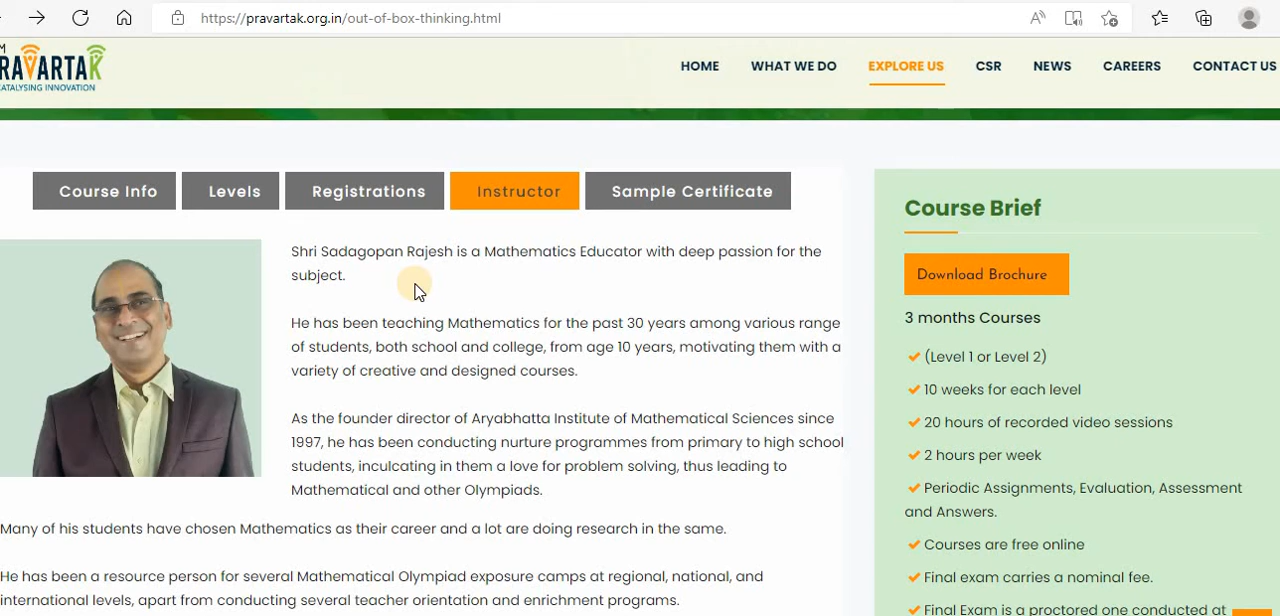 https://pravartak.org.in/out-of-box-thinking.html
RAVARTAK
CATALYSING INNOVATION
HOME WHAT WE DO EXPLORE US CSR NEWS CAREERS CONTACT US
Course Info Levels Registrations Instructor Sample Certificate
Shri Sadagopan Rajesh is a Mathematics Educator with deep passion for the
subject.
He has been teaching Mathematics for the past 30 years among various range
of students, both school and college, from age 10 years, motivating them with a
variety of creative and designed courses.
As the founder director of Aryabhatta Institute of Mathematical Sciences since
1997, he has been conducting nurture programmes from primary to high school
students, inculcating in them a love for problem solving, thus leading to
Mathematical and other Olympiads.
Many of his students have chosen Mathematics as their career and a lot are doing research in the same.
He has been a resource person for several Mathematical Olympiad exposure camps at regional, national, and
international levels, apart from conducting several teacher orientation and enrichment programs.
Course Brief
Download Brochure
3 months Courses
(Level 1 or Level 2)
10 weeks for each level
20 hours of recorded video sessions
2 hours per week
Periodic Assignments, Evaluation, Assessment
and Answers.
Courses are free online
Final exam carries a nominal fee.
Final Exam is a proctored one conducted at